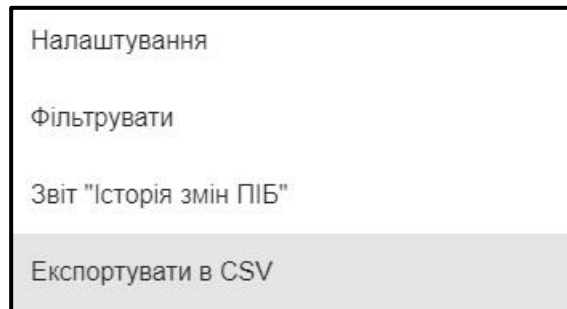 Налаштування
Фільтрувати
Звіт "Історія змін ПІБ"
Експортувати в CSV